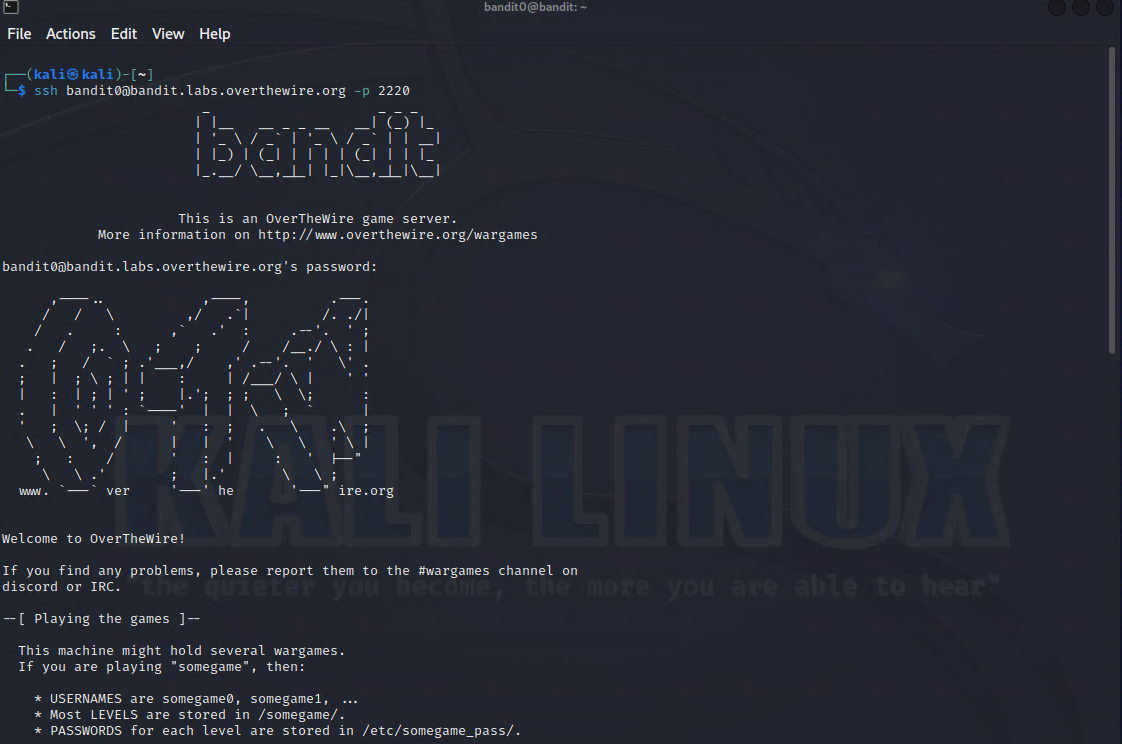 bandit0@bandit: ~
File Actions Edit View Help
┌──(kali㉿kali)-[~]
└─$ ssh bandit0@bandit.labs.overthewire.org -p 2220
bandit
This is an OverTheWire game server.
More information on http://www.overthewire.org/wargames
bandit0@bandit.labs.overthewire.org's password:
www. ver he ire.org
Welcome to OverTheWire!
If you find any problems, please report them to the #wargames channel on
discord or IRC.
--[ Playing the games ]--
This machine might hold several wargames.
If you are playing "somegame", then:
* USERNAMES are somegame0, somegame1, ...
* Most LEVELS are stored in /somegame/.
* PASSWORDS for each level are stored in /etc/somegame_pass/.
KALI LINUX
"the quieter you become, the more you are able to hear"